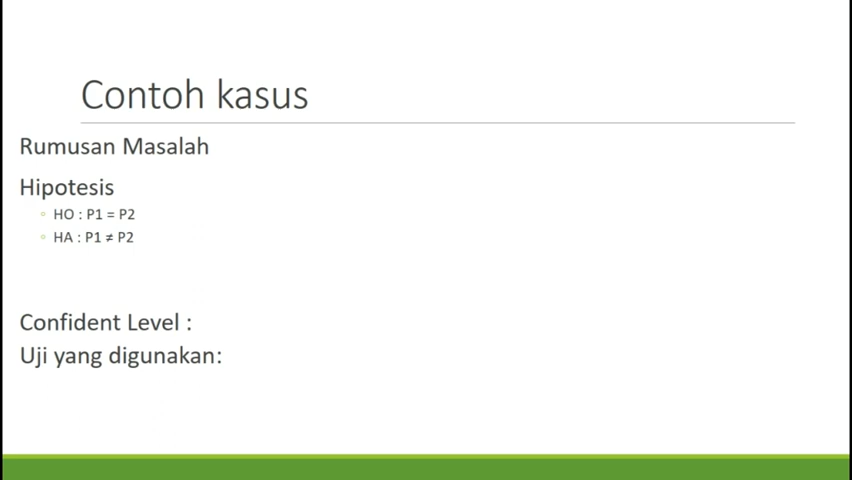 Contoh kasus
Rumusan Masalah
Hipotesis
HO : P1 = P2
HA : P1 ≠ P2
Confident Level :
Uji yang digunakan: